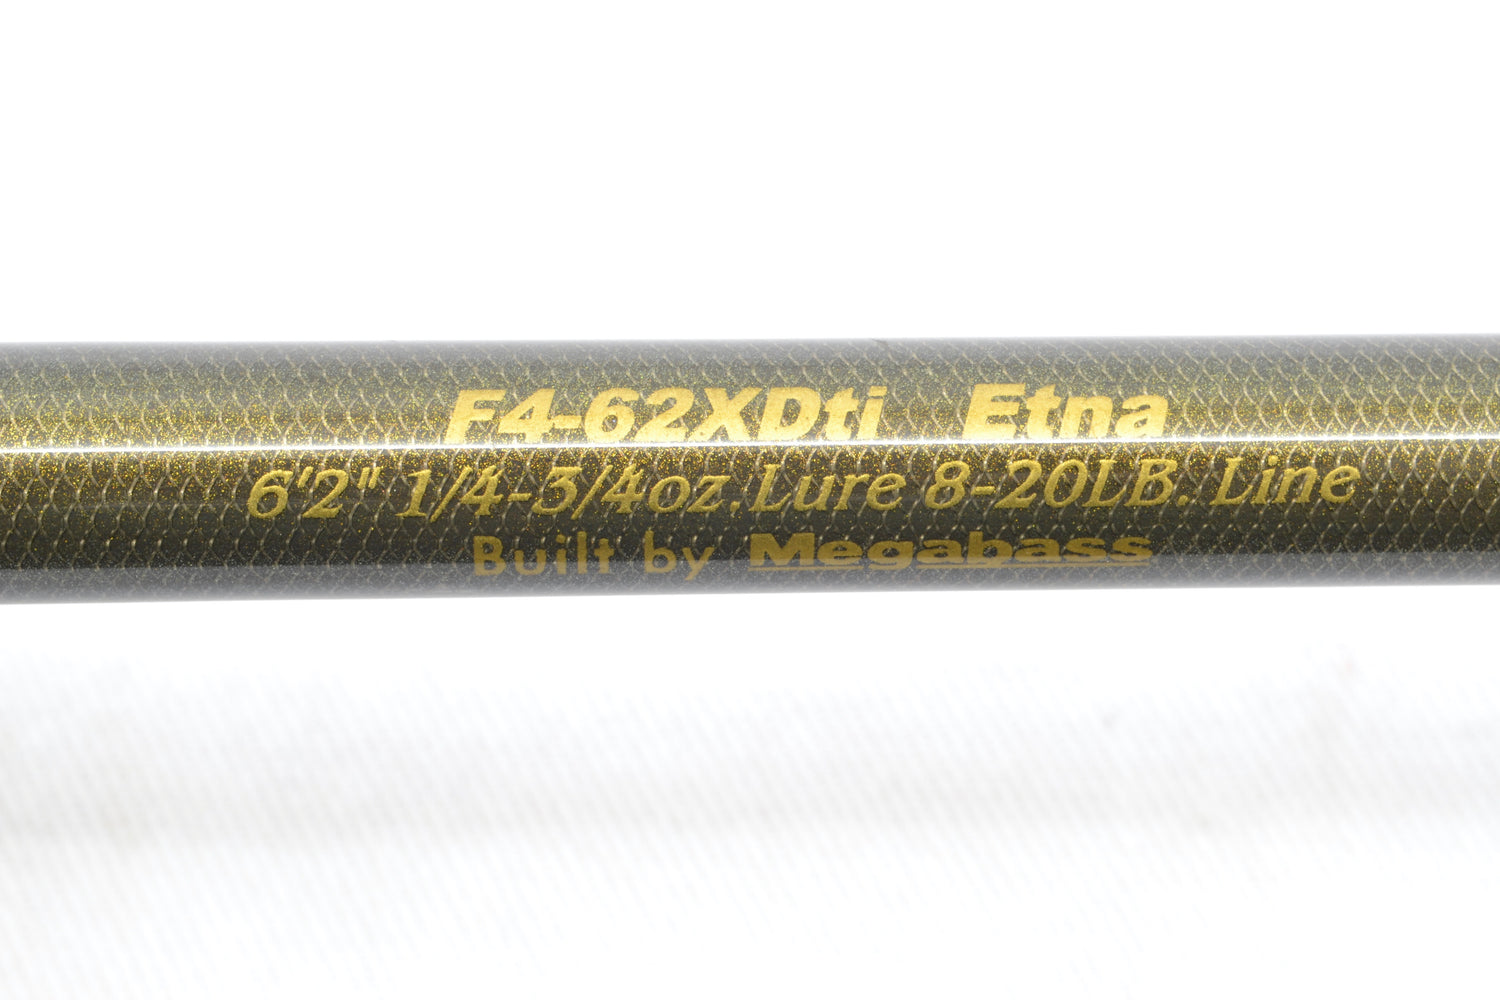 F4-62XDti Etna
6'2" 1/4-3/4oz.Lure 8-20LB. Line
Built by Megabass